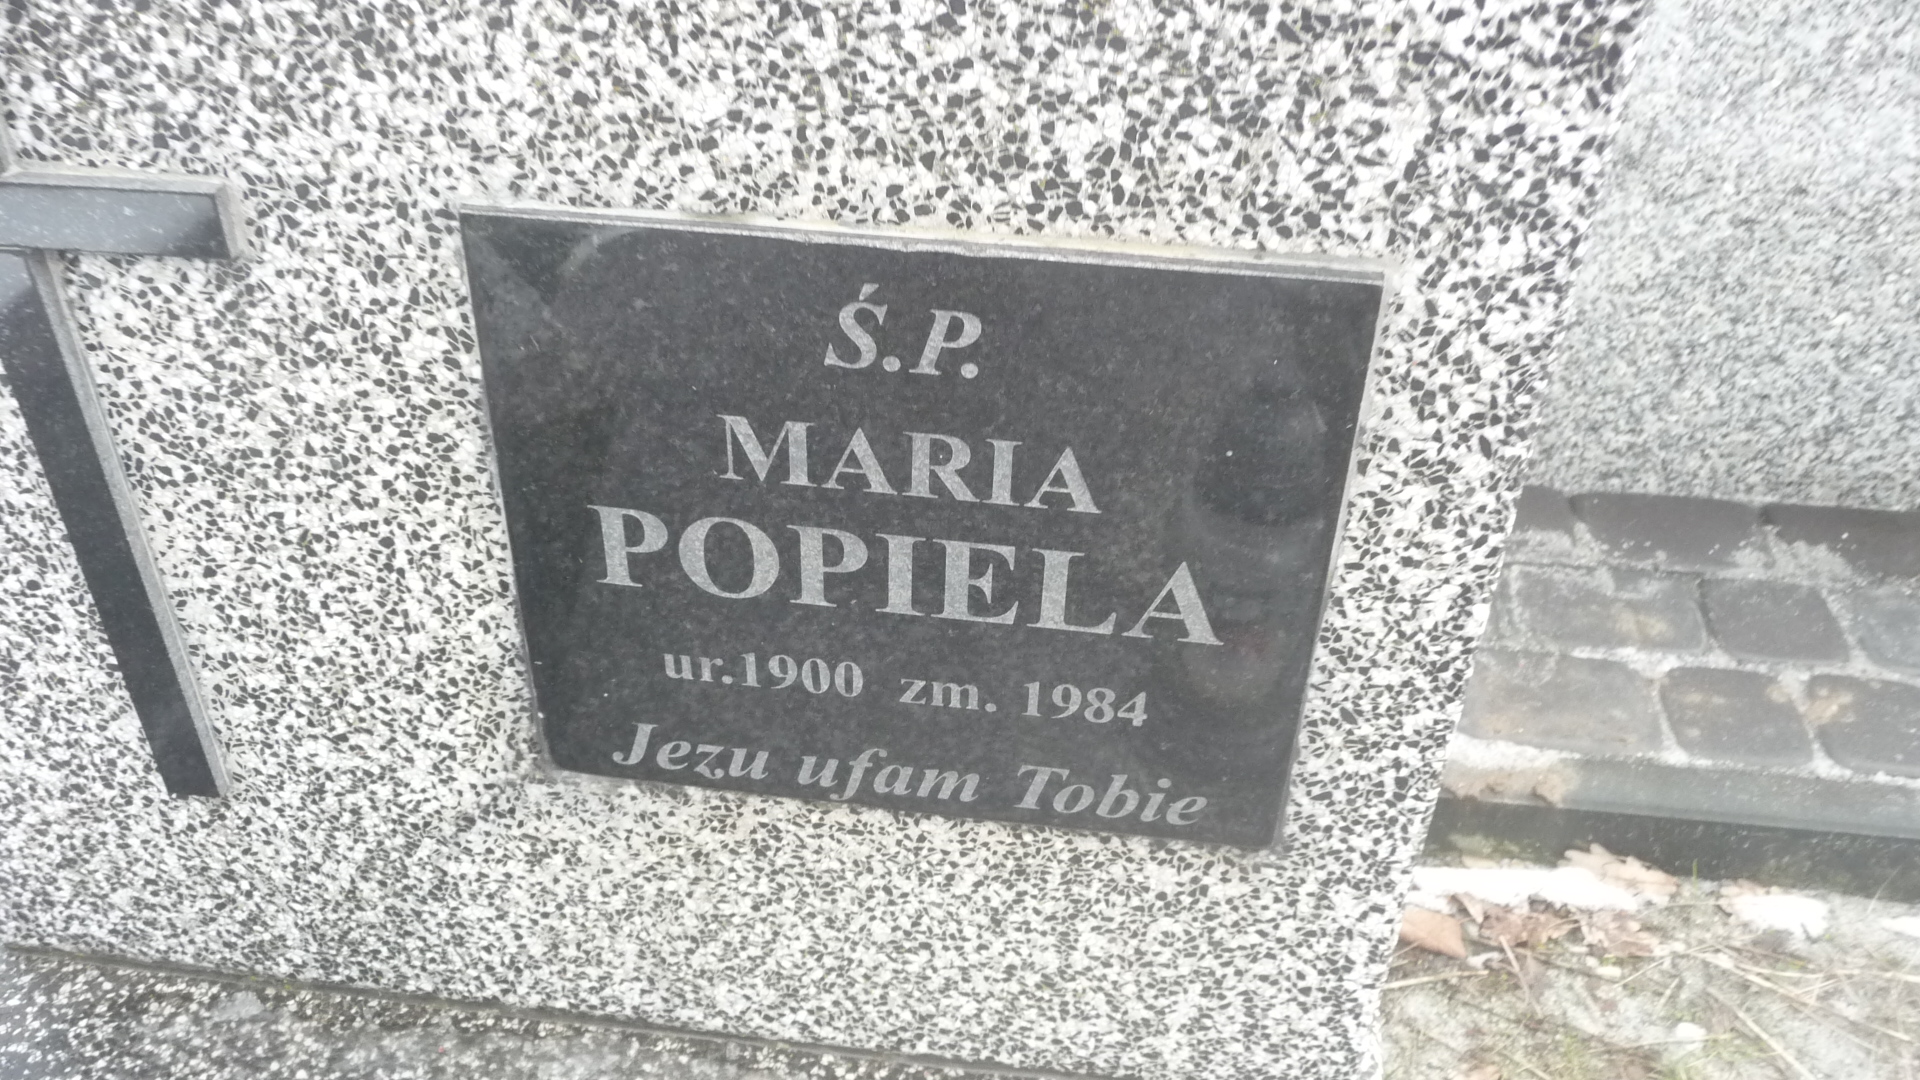 Ś.P.
MARIA
POPIELA
ur.1900 zm. 1984
Jezu ufam Tobie